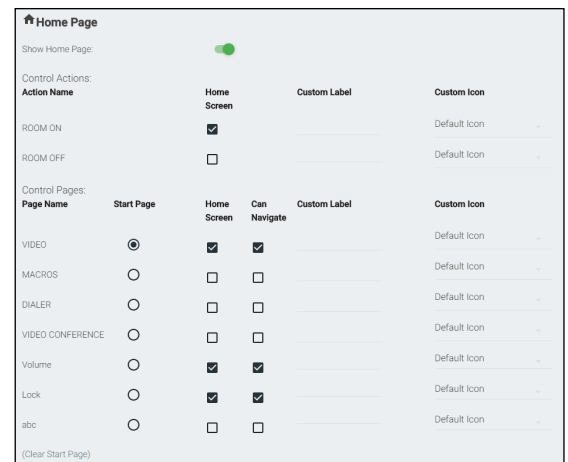 Home Page
Show Home Page:
Control Actions:
Action Name Home Screen Custom Label Custom Icon
ROOM ON Default Icon
ROOM OFF Default Icon
Control Pages:
Page Name Start Page Home Screen Can Navigate Custom Label Custom Icon
VIDEO Default Icon
MACROS Default Icon
DIALER Default Icon
VIDEO CONFERENCE Default Icon
Volume Default Icon
Lock Default Icon
abc Default Icon
(Clear Start Page)